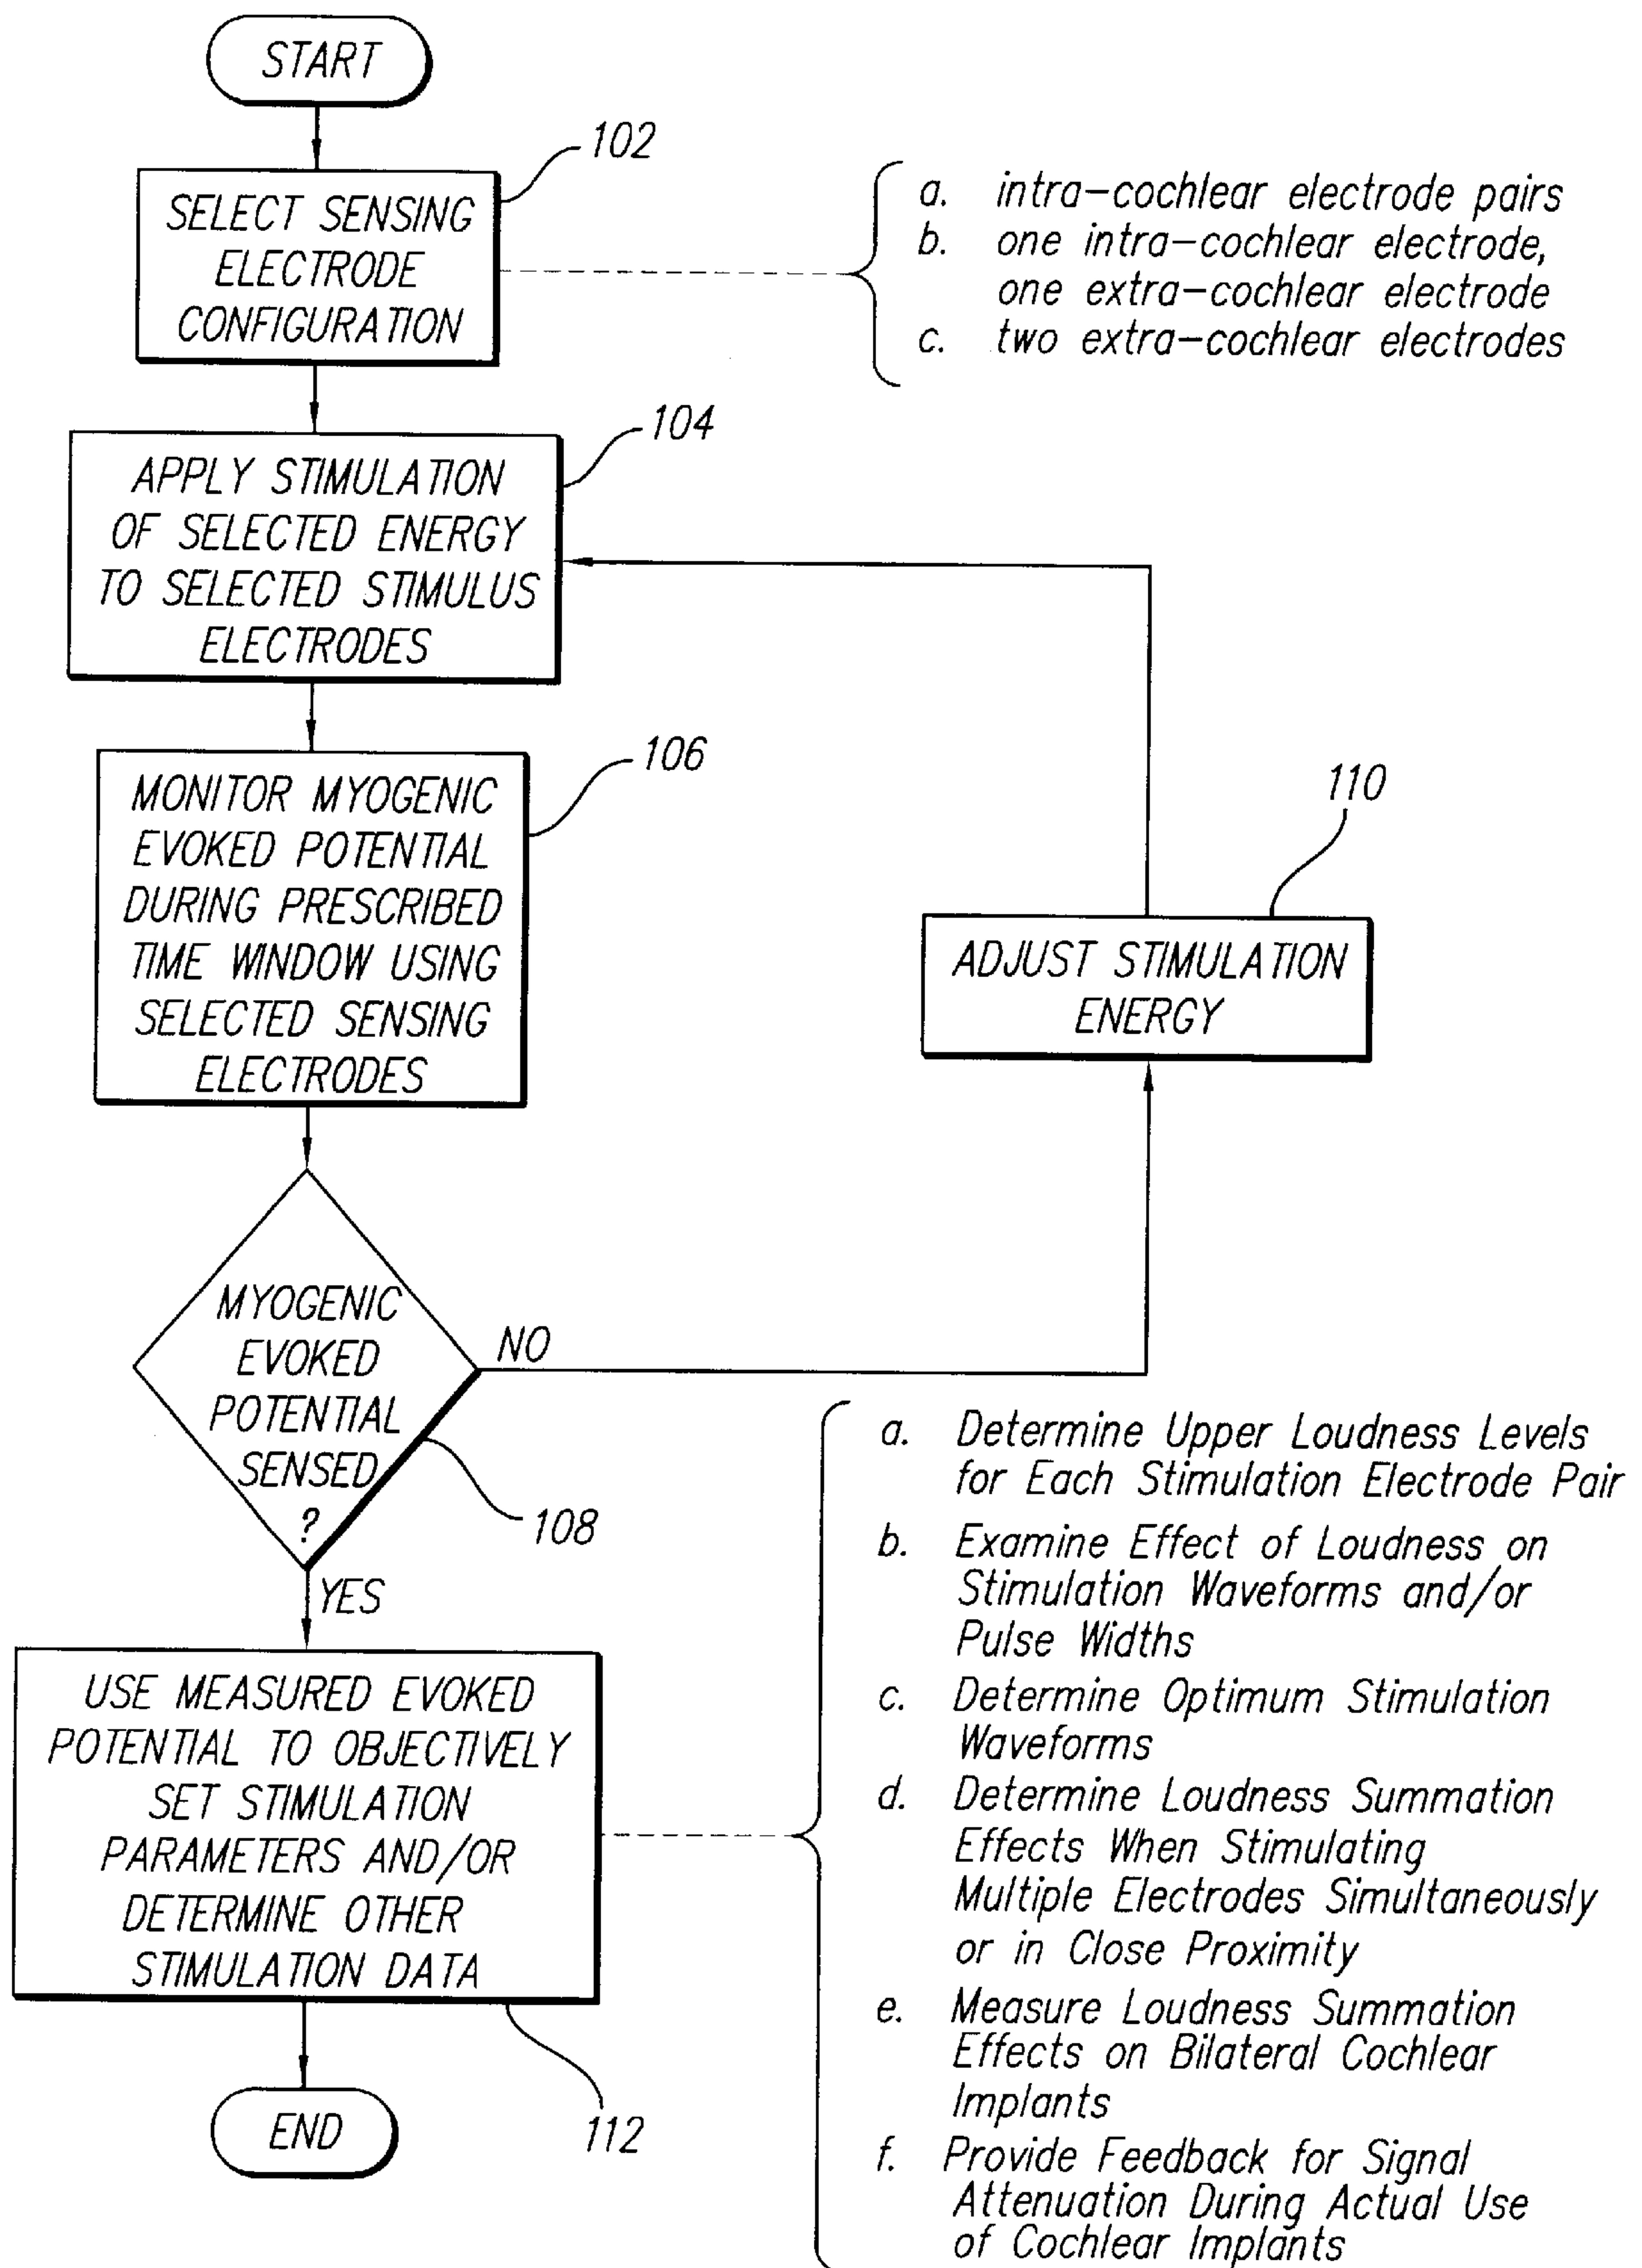 START
102
SELECT SENSING
ELECTRODE
CONFIGURATION
a. intra-cochlear electrode pairs
b. one intra-cochlear electrode,
one extra-cochlear electrode
c. two extra-cochlear electrodes
104
APPLY STIMULATION
OF SELECTED ENERGY
TO SELECTED STIMULUS
ELECTRODES
106
MONITOR MYOGENIC
EVOKED POTENTIAL
DURING PRESCRIBED
TIME WINDOW USING
SELECTED SENSING
ELECTRODES
110
ADJUST STIMULATION
ENERGY
MYOGENIC
EVOKED
POTENTIAL
SENSED
?
NO
108
YES
USE MEASURED EVOKED
POTENTIAL TO OBJECTIVELY
SET STIMULATION
PARAMETERS AND/OR
DETERMINE OTHER
STIMULATION DATA
112
END
a. Determine Upper Loudness Levels
for Each Stimulation Electrode Pair
b. Examine Effect of Loudness on
Stimulation Waveforms and/or
Pulse Widths
c. Determine Optimum Stimulation
Waveforms
d. Determine Loudness Summation
Effects When Stimulating
Multiple Electrodes Simultaneously
or in Close Proximity
e. Measure Loudness Summation
Effects on Bilateral Cochlear
Implants
f. Provide Feedback for Signal
Attenuation During Actual Use
of Cochlear Implants